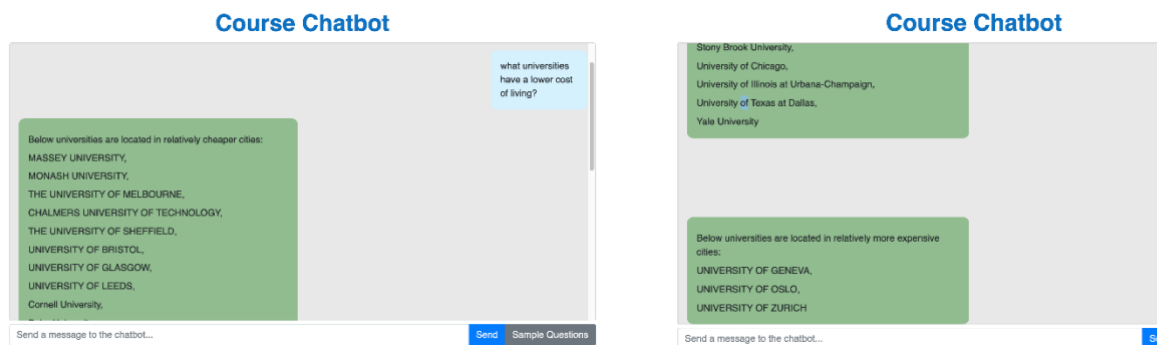 Course Chatbot
what universities
have a lower cost
of living?
Below universities are located in relatively cheaper cities:
MASSEY UNIVERSITY,
MONASH UNIVERSITY,
THE UNIVERSITY OF MELBOURNE,
CHALMERS UNIVERSITY OF TECHNOLOGY,
THE UNIVERSITY OF SHEFFIELD,
UNIVERSITY OF BRISTOL,
UNIVERSITY OF GLASGOW,
UNIVERSITY OF LEEDS,
Cornell University,
Send a message to the chatbot...
Send
Sample Questions
Course Chatbot
Stony Brook University,
University of Chicago,
University of Illinois at Urbana-Champaign,
University of Texas at Dallas,
Yale University
Below universities are located in relatively more expensive
cities:
UNIVERSITY OF GENEVA,
UNIVERSITY OF OSLO,
UNIVERSITY OF ZURICH
Send a message to the chatbot...